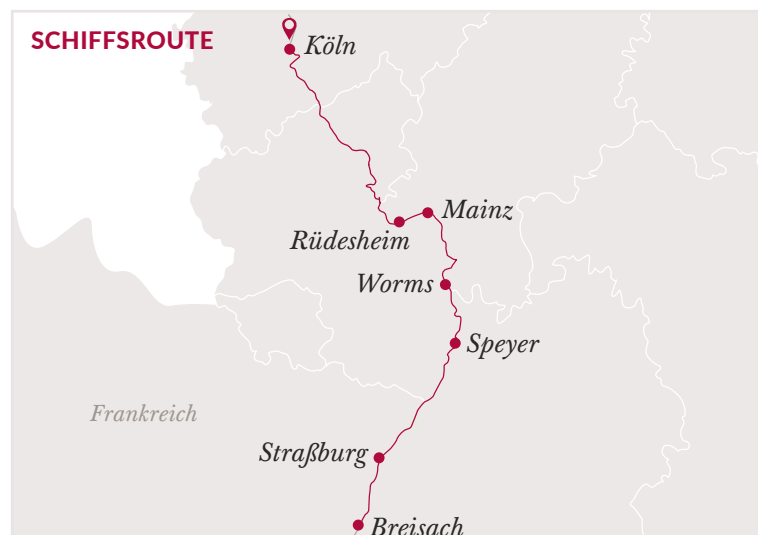 SCHIFFSROUTE
Köln
Mainz
Rüdesheim
Worms
Speyer
Frankreich
Straßburg
Breisach